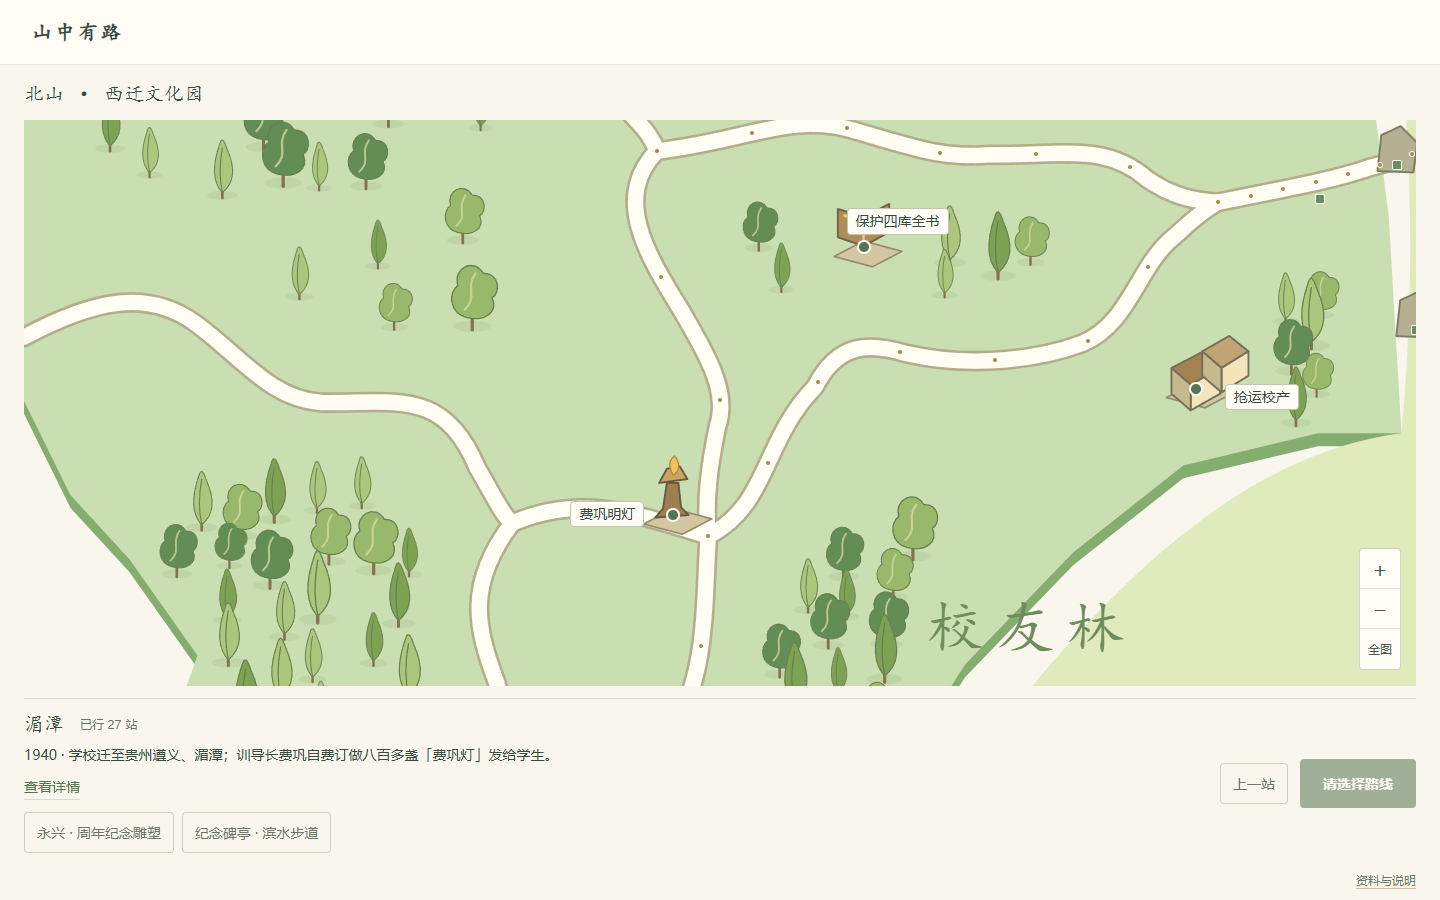 山中有路
北山 • 西迁文化园
保护四库全书
抢运校产
费巩明灯
校友林
+
−
全图
湄潭 已行 27 站
1940 · 学校迁至贵州遵义、湄潭；训导长费巩自费订做八百多盏「费巩灯」发给学生。
查看详情
上一站
请选择路线
永兴 · 周年纪念雕塑
纪念碑亭 · 滨水步道
资料与说明